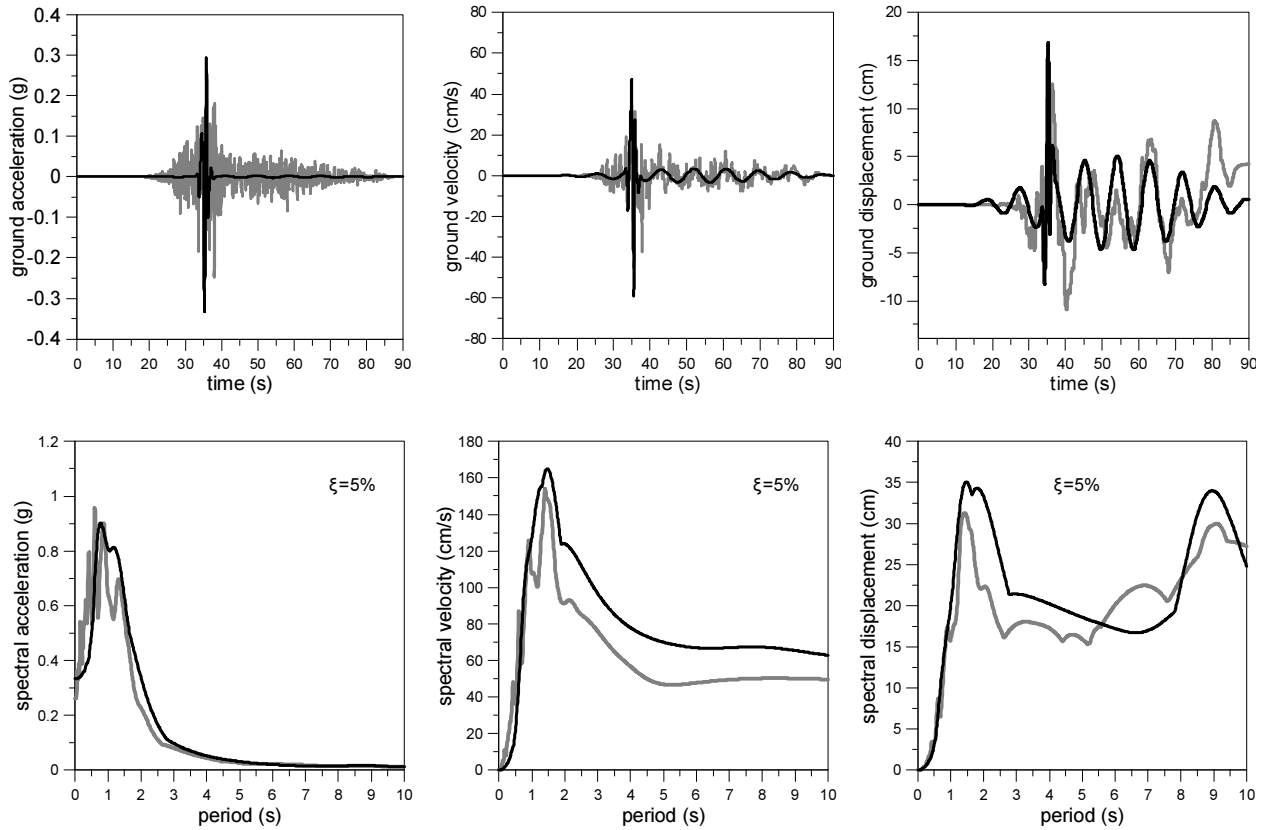 ground acceleration (g)
0.4
0.3
0.2
0.1
0
-0.1
-0.2
-0.3
-0.4
0 10 20 30 40 50 60 70 80 90
time (s)
ground velocity (cm/s)
80
60
40
20
0
-20
-40
-60
-80
0 10 20 30 40 50 60 70 80 90
time (s)
ground displacement (cm)
20
15
10
5
0
-5
-10
0 10 20 30 40 50 60 70 80 90
time (s)
spectral acceleration (g)
1.2
1
0.8
0.6
0.4
0.2
0
ξ=5%
0 1 2 3 4 5 6 7 8 9 10
period (s)
spectral velocity (cm/s)
180
160
140
120
100
80
60
40
20
0
ξ=5%
0 1 2 3 4 5 6 7 8 9 10
period (s)
spectral displacement (cm)
40
35
30
25
20
15
10
5
0
ξ=5%
0 1 2 3 4 5 6 7 8 9 10
period (s)